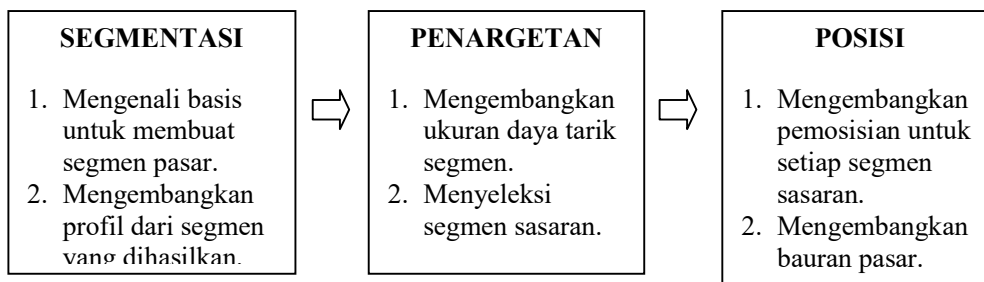 SEGMENTASI
1. Mengenali basis
untuk membuat
segmen pasar.
2. Mengembangkan
profil dari segmen
yang dihasilkan.
PENARGETAN
1. Mengembangkan
ukuran daya tarik
segmen.
2. Menyeleksi
segmen sasaran.
POSISI
1. Mengembangkan
pemosisian untuk
setiap segmen
sasaran.
2. Mengembangkan
bauran pasar.